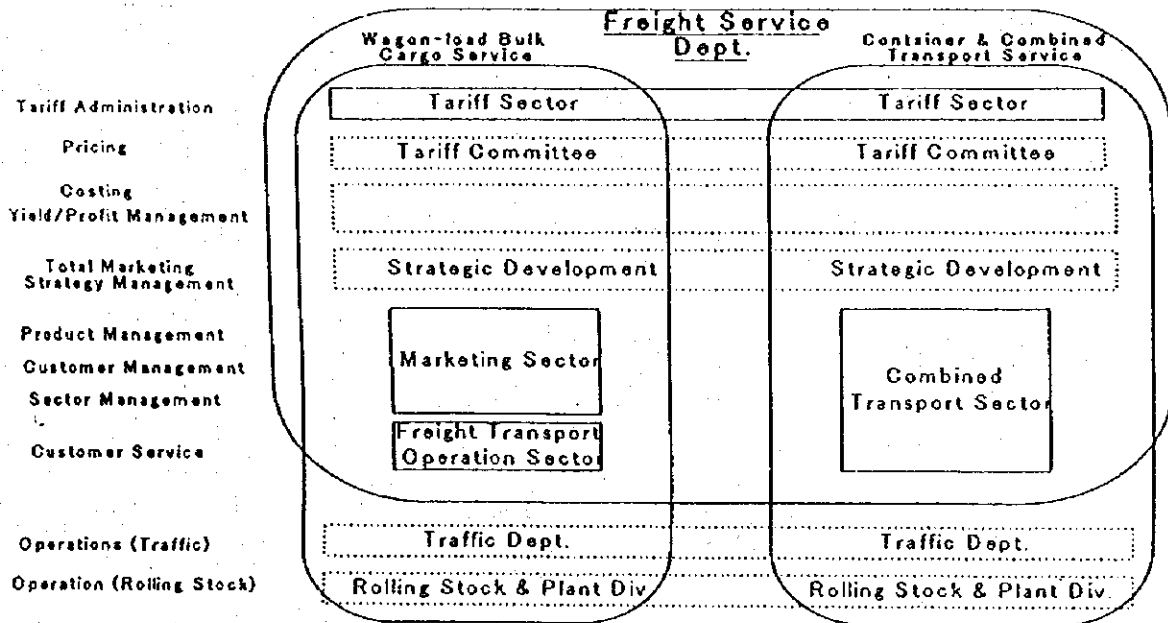 Freight Service
Dept.
Wagon-load Bulk
Cargo Service
Container & Combined
Transport Service
Tariff Administration
Tariff Sector
Tariff Sector
Pricing
Tariff Committee
Tariff Committee
Costing
Yield/Profit Management
Total Marketing
Strategy Management
Strategic Development
Strategic Development
Product Management
Customer Management
Sector Management
Marketing Sector
Combined
Transport Sector
Customer Service
Freight Transport
Operation Sector
Operations (Traffic)
Traffic Dept.
Traffic Dept.
Operation (Rolling Stock)
Rolling Stock & Plant Div
Rolling Stock & Plant Div.